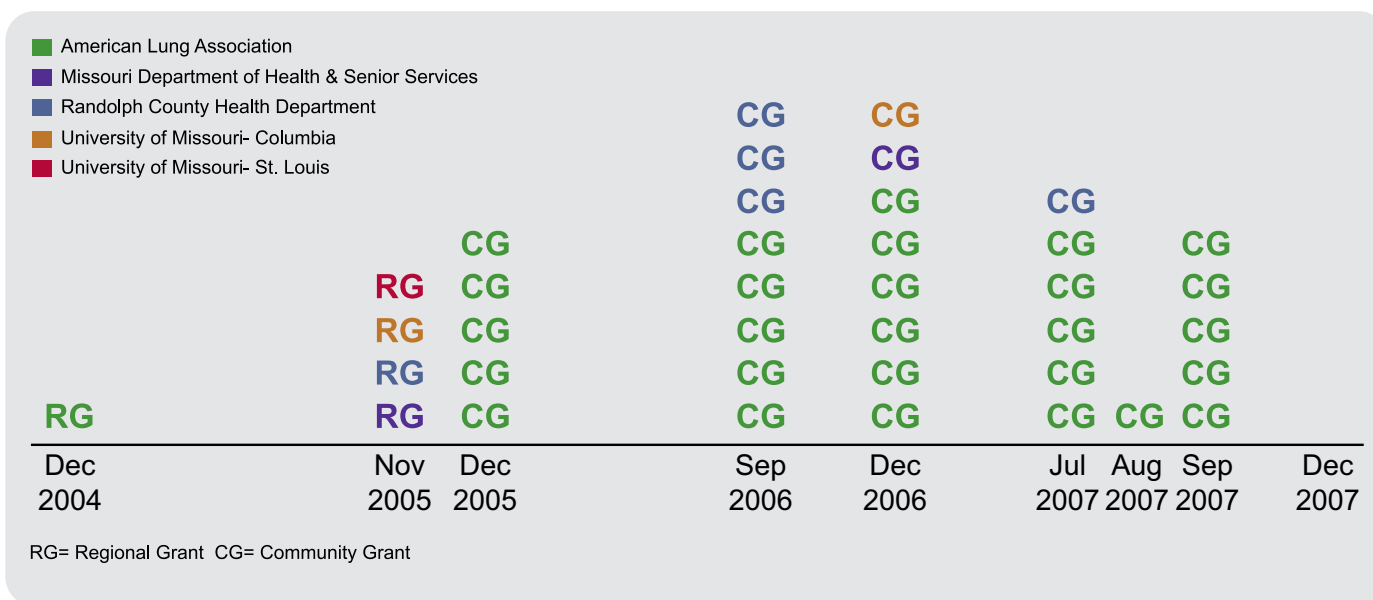 American Lung Association
Missouri Department of Health & Senior Services
Randolph County Health Department
University of Missouri- Columbia
University of Missouri- St. Louis
CG CG
CG CG
CG CG CG
CG CG CG CG CG
RG CG CG CG CG CG
RG CG CG CG CG CG
RG CG CG CG CG CG
RG RG CG CG CG CG CG CG
Dec Nov Dec Sep Dec Jul Aug Sep Dec
2004 2005 2005 2006 2006 2007 2007 2007 2007
RG= Regional Grant CG= Community Grant